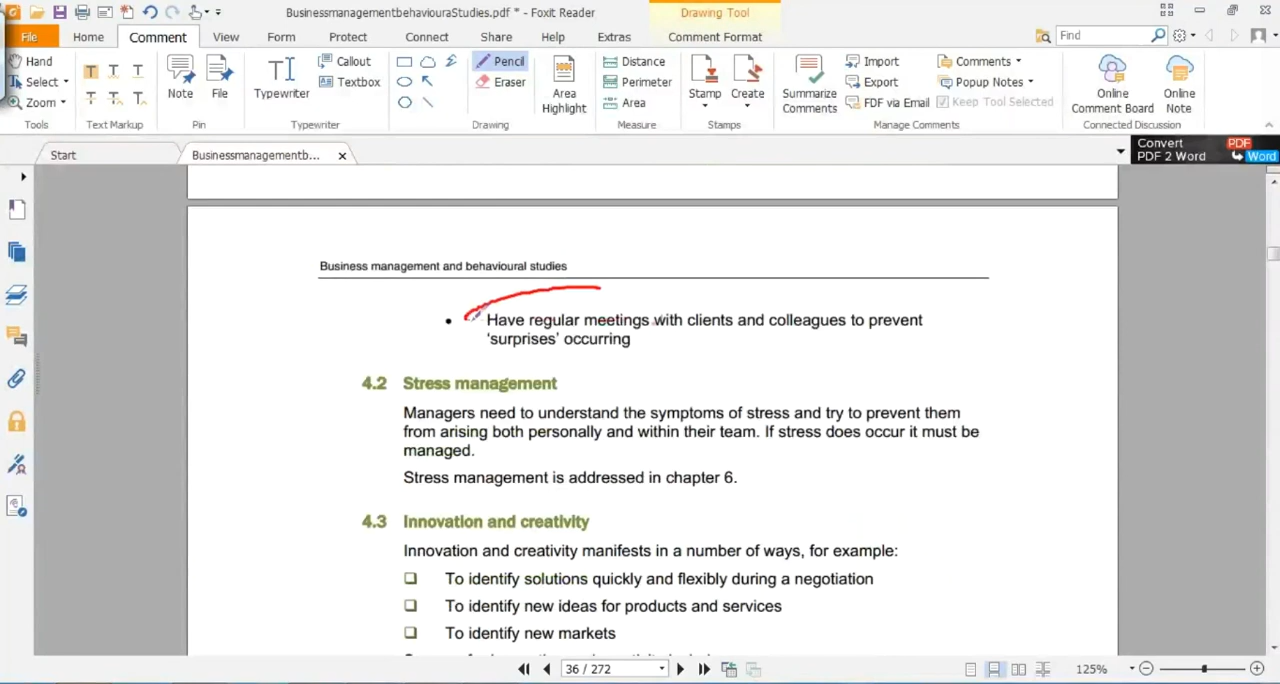 BusinessmanagementbehaviouraStudies.pdf * - Foxit Reader
Drawing Tool
File
Home
Comment
View
Form
Protect
Connect
Share
Help
Extras
Comment Format
Find
Hand
Select
Zoom
Tools
Text Markup
Note
File
Pin
Typewriter
Callout
Textbox
Typewriter
Pencil
Eraser
Drawing
Area
Highlight
Distance
Perimeter
Area
Measure
Stamp
Create
Stamps
Summarize
Comments
Import
Export
FDF via Email
Comments
Popup Notes
Keep Tool Selected
Manage Comments
Online
Comment Board
Online
Note
Connected Discussion
Start
Businessmanagementb...
Convert
PDF 2 Word
PDF
Word
Business management and behavioural studies
• Have regular meetings with clients and colleagues to prevent
‘surprises’ occurring
4.2 Stress management
Managers need to understand the symptoms of stress and try to prevent them
from arising both personally and within their team. If stress does occur it must be
managed.
Stress management is addressed in chapter 6.
4.3 Innovation and creativity
Innovation and creativity manifests in a number of ways, for example:
❑ To identify solutions quickly and flexibly during a negotiation
❑ To identify new ideas for products and services
❑ To identify new markets
36 / 272
125%